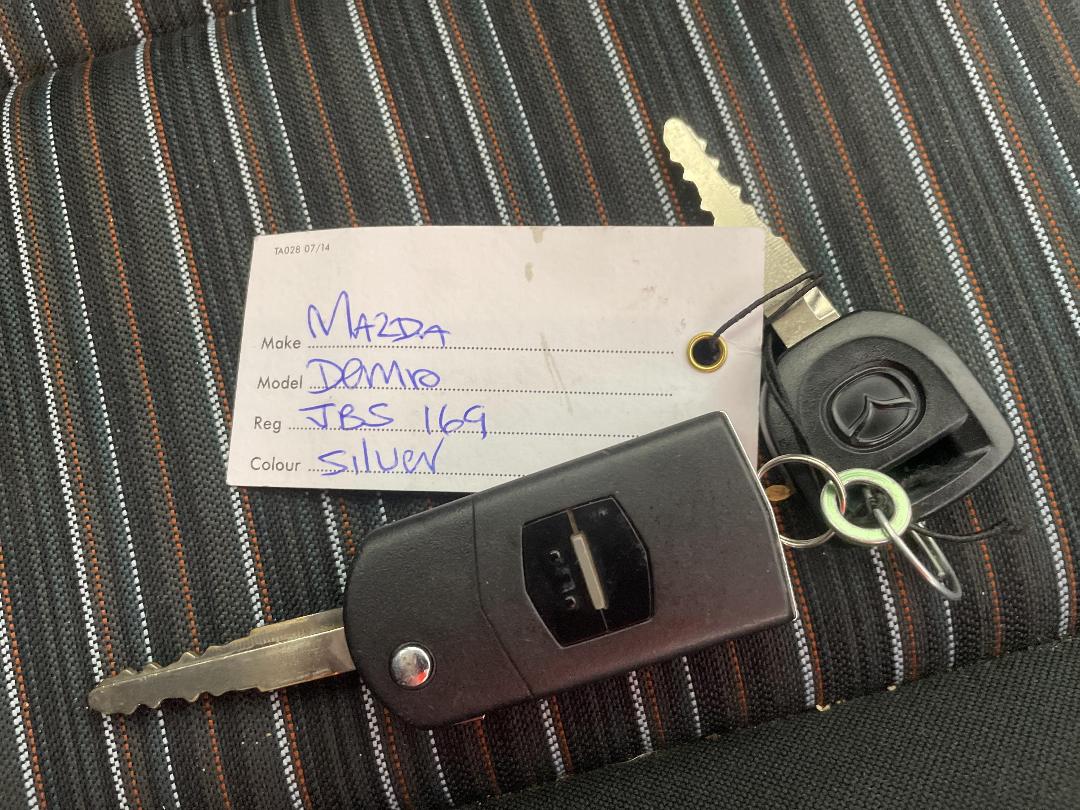 TA028 07/14
Make MAZDA
Model Demio
Reg JBS 169
Colour Silver